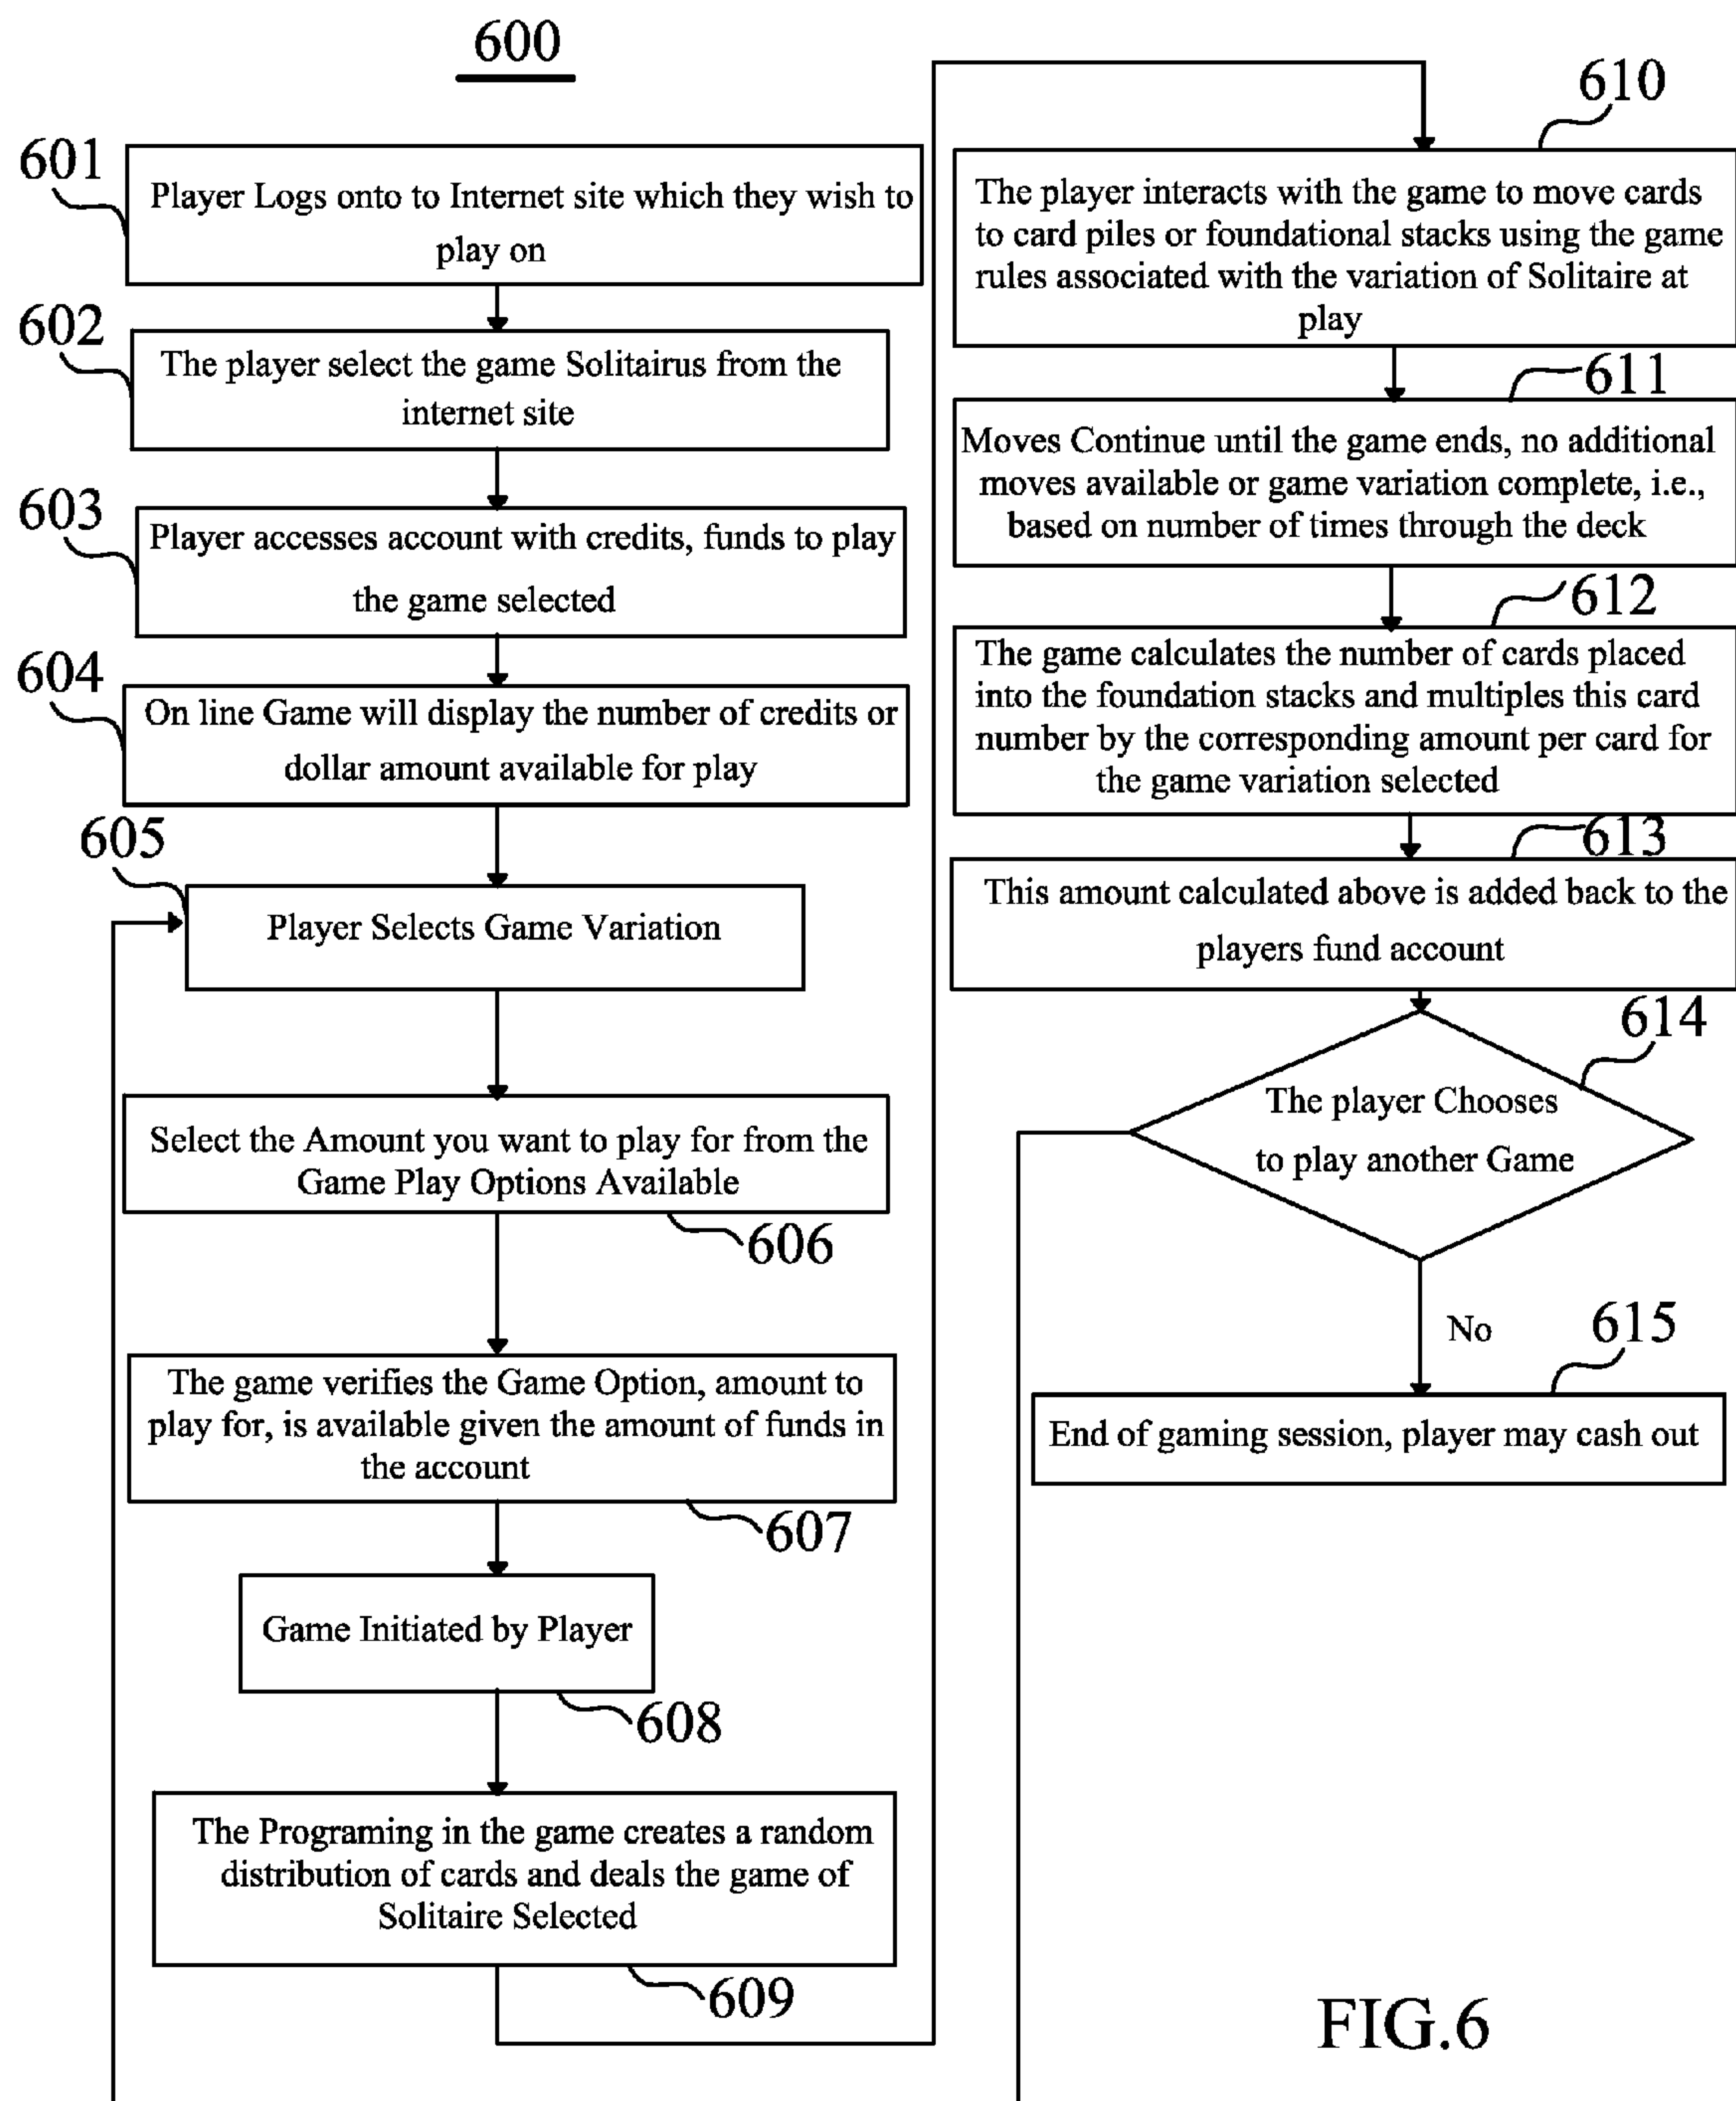 600
601
Player Logs onto to Internet site which they wish to
play on
602
The player select the game Solitairus from the
internet site
603
Player accesses account with credits, funds to play
the game selected
604
On line Game will display the number of credits or
dollar amount available for play
605
Player Selects Game Variation
Select the Amount you want to play for from the
Game Play Options Available
606
The game verifies the Game Option, amount to
play for, is available given the amount of funds in
the account
607
Game Initiated by Player
608
The Programing in the game creates a random
distribution of cards and deals the game of
Solitaire Selected
609
610
The player interacts with the game to move cards
to card piles or foundational stacks using the game
rules associated with the variation of Solitaire at
play
611
Moves Continue until the game ends, no additional
moves available or game variation complete, i.e.,
based on number of times through the deck
612
The game calculates the number of cards placed
into the foundation stacks and multiples this card
number by the corresponding amount per card for
the game variation selected
613
This amount calculated above is added back to the
players fund account
614
The player Chooses
to play another Game
No
615
End of gaming session, player may cash out
FIG.6